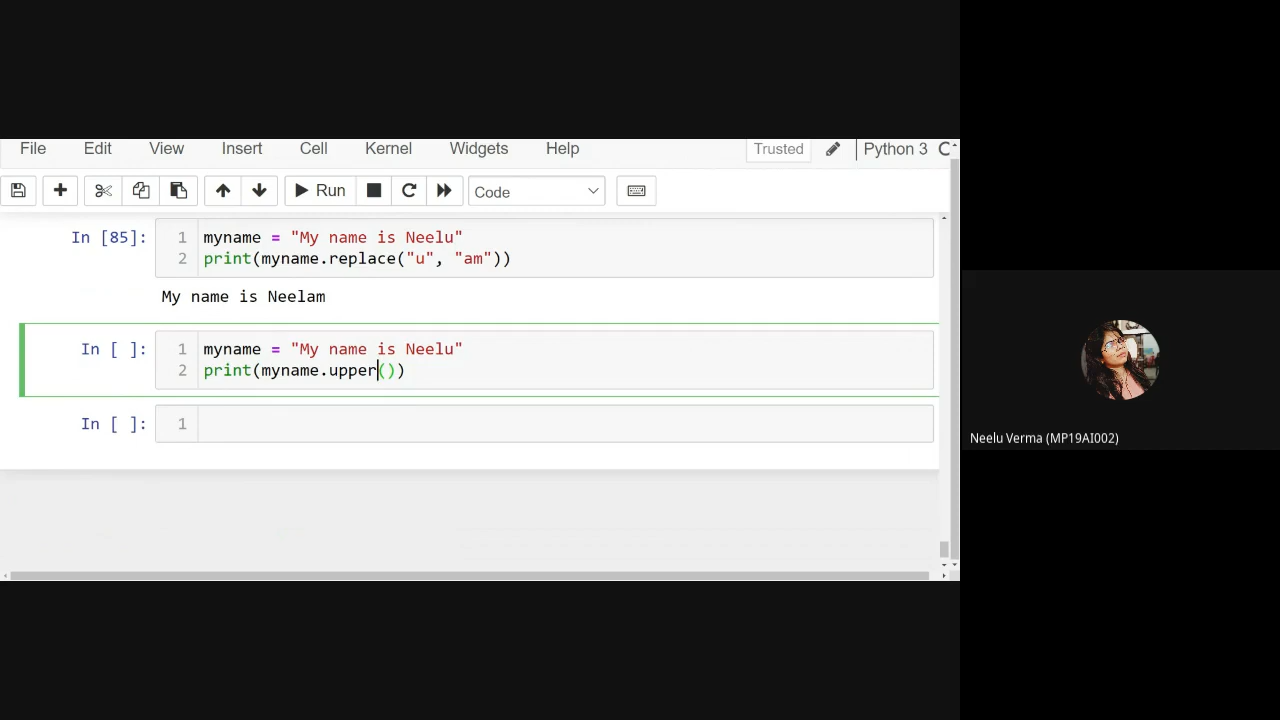 File Edit View Insert Cell Kernel Widgets Help Trusted Python 3
Run Code
In [85]: 1 myname = "My name is Neelu"
2 print(myname.replace("u", "am"))
My name is Neelam
In [ ]: 1 myname = "My name is Neelu"
2 print(myname.upper())
In [ ]: 1
Neelu Verma (MP19AI002)